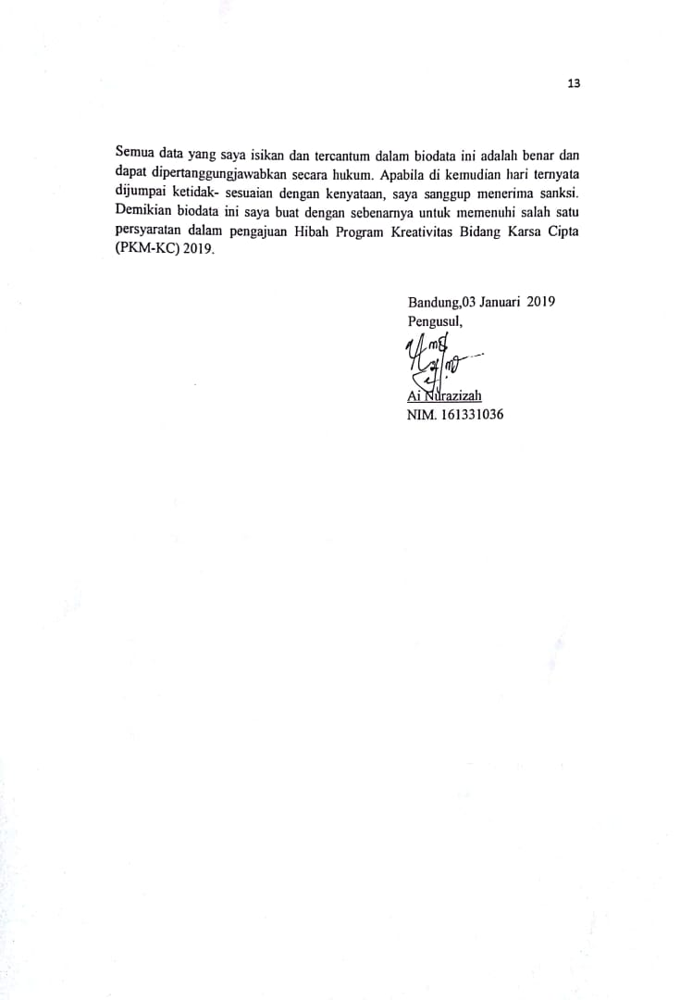 13
Semua data yang saya isikan dan tercantum dalam biodata ini adalah benar dan
dapat dipertanggungjawabkan secara hukum. Apabila di kemudian hari ternyata
dijumpai ketidak- sesuaian dengan kenyataan, saya sanggup menerima sanksi.
Demikian biodata ini saya buat dengan sebenarnya untuk memenuhi salah satu
persyaratan dalam pengajuan Hibah Program Kreativitas Bidang Karsa Cipta
(PKM-KC) 2019.
Bandung,03 Januari 2019
Pengusul,
Ai Nurazizah
NIM. 161331036